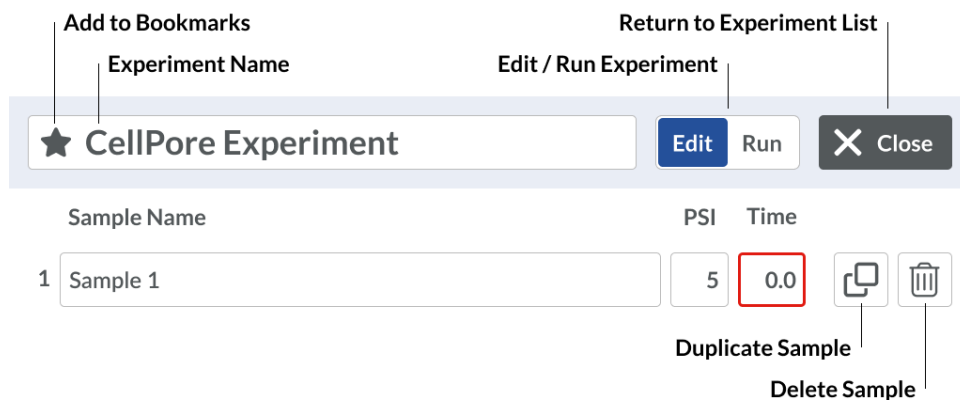 Add to Bookmarks
Return to Experiment List
Experiment Name
Edit / Run Experiment
CellPore Experiment
Edit
Run
Close
Sample Name
PSI
Time
1
Sample 1
5
0.0
Duplicate Sample
Delete Sample